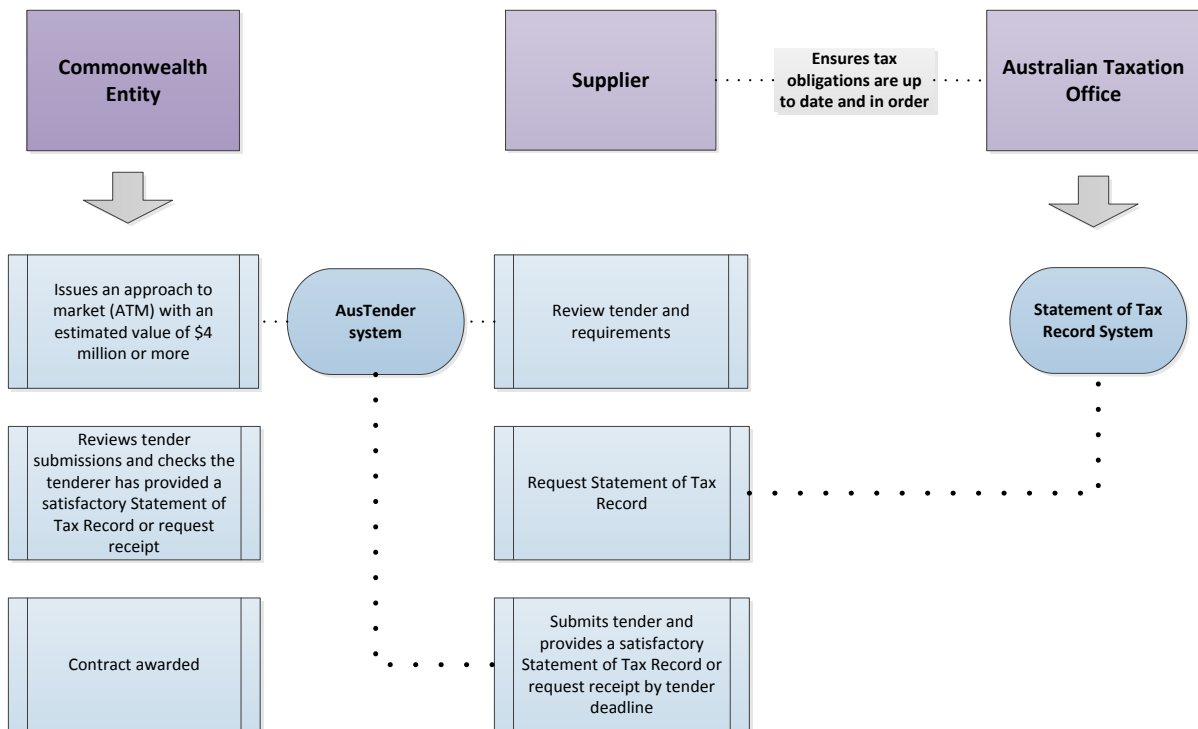 Commonwealth
Entity
Supplier
Ensures tax
obligations are up
to date and in order
Australian Taxation
Office
Issues an approach to
market (ATM) with an
estimated value of $4
million or more
AusTender
system
Review tender and
requirements
Statement of Tax
Record System
Reviews tender
submissions and checks the
tenderer has provided a
satisfactory Statement of
Tax Record or request
receipt
Request Statement of Tax
Record
Contract awarded
Submits tender and
provides a satisfactory
Statement of Tax Record or
request receipt by tender
deadline